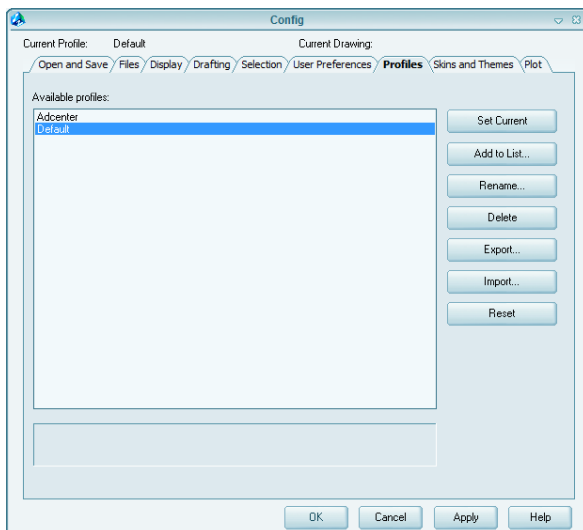 Config
Current Profile: Default Current Drawing:
Open and Save Files Display Drafting Selection User Preferences Profiles Skins and Themes Plot
Available profiles:
Adcenter
Default
Set Current
Add to List...
Rename...
Delete
Export...
Import...
Reset
OK Cancel Apply Help